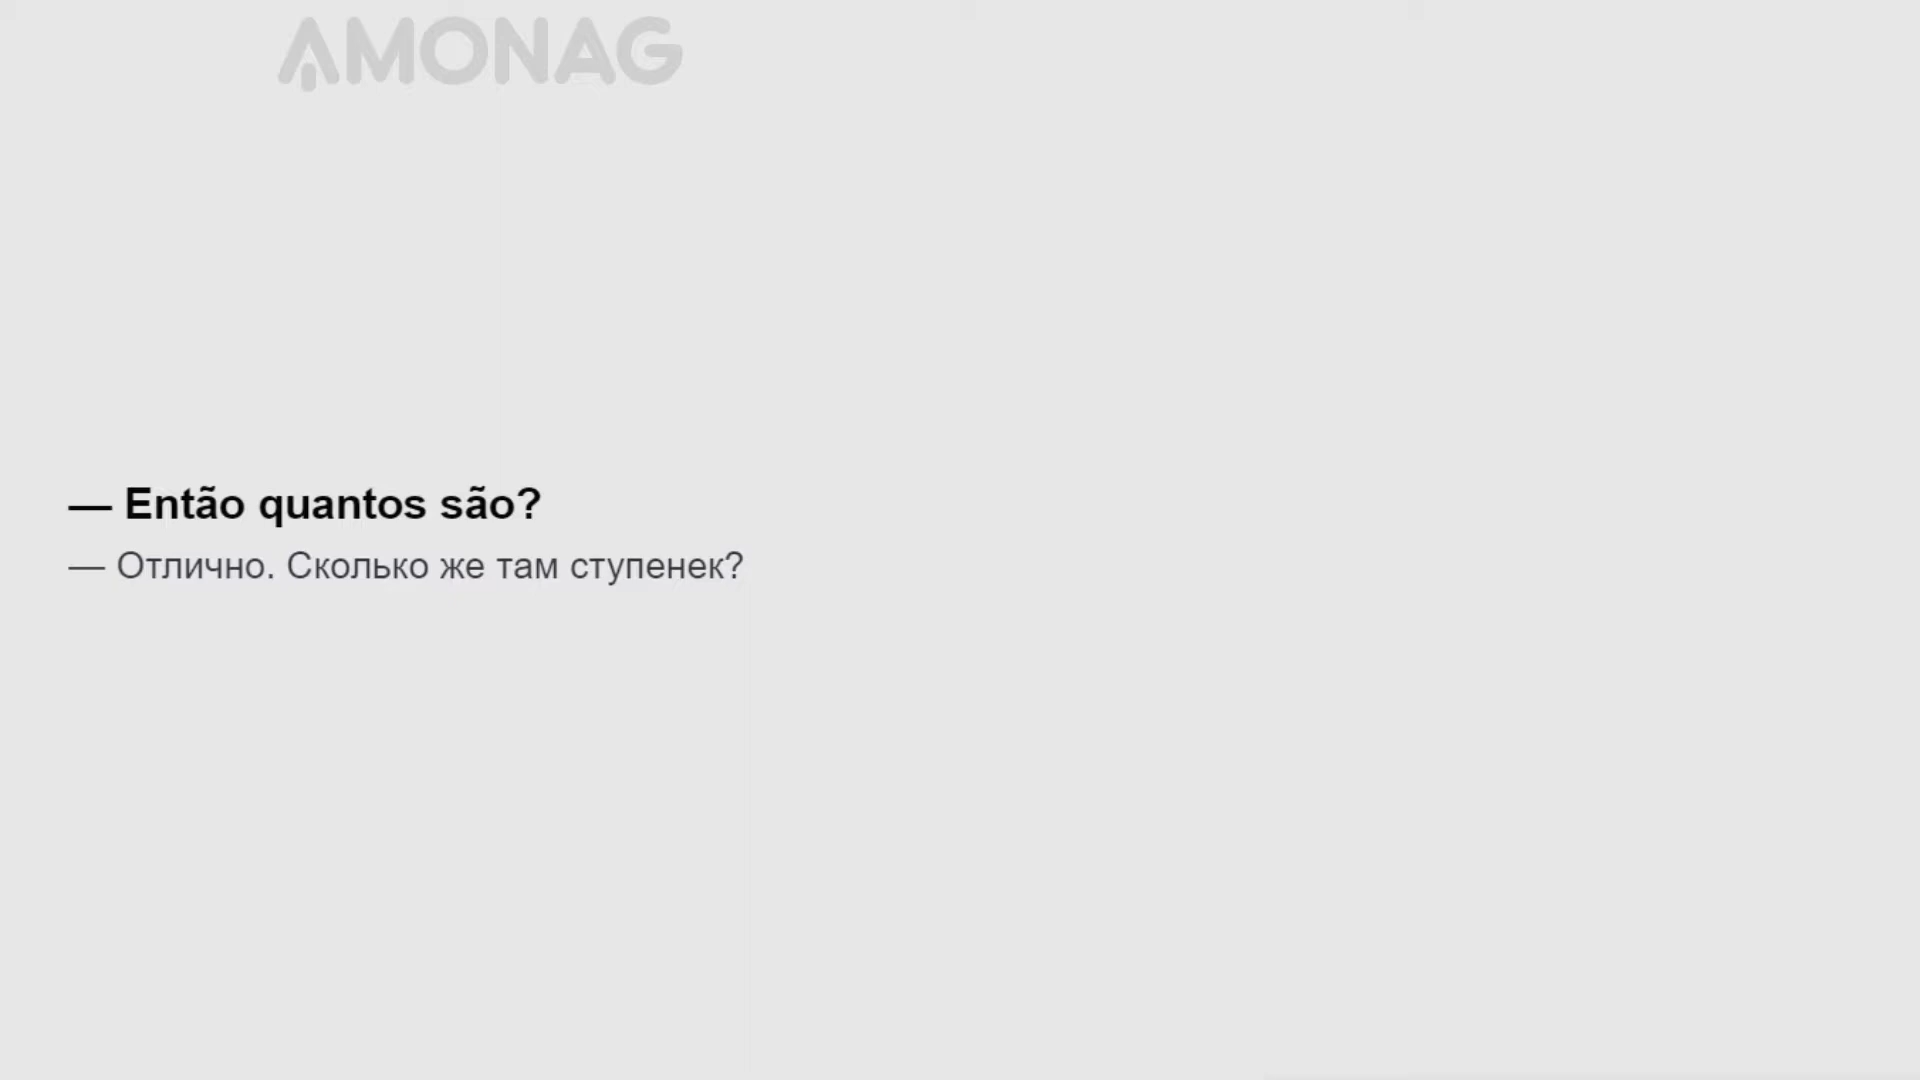 AMONAG
— Então quantos são?
— Отлично. Сколько же там ступенек?